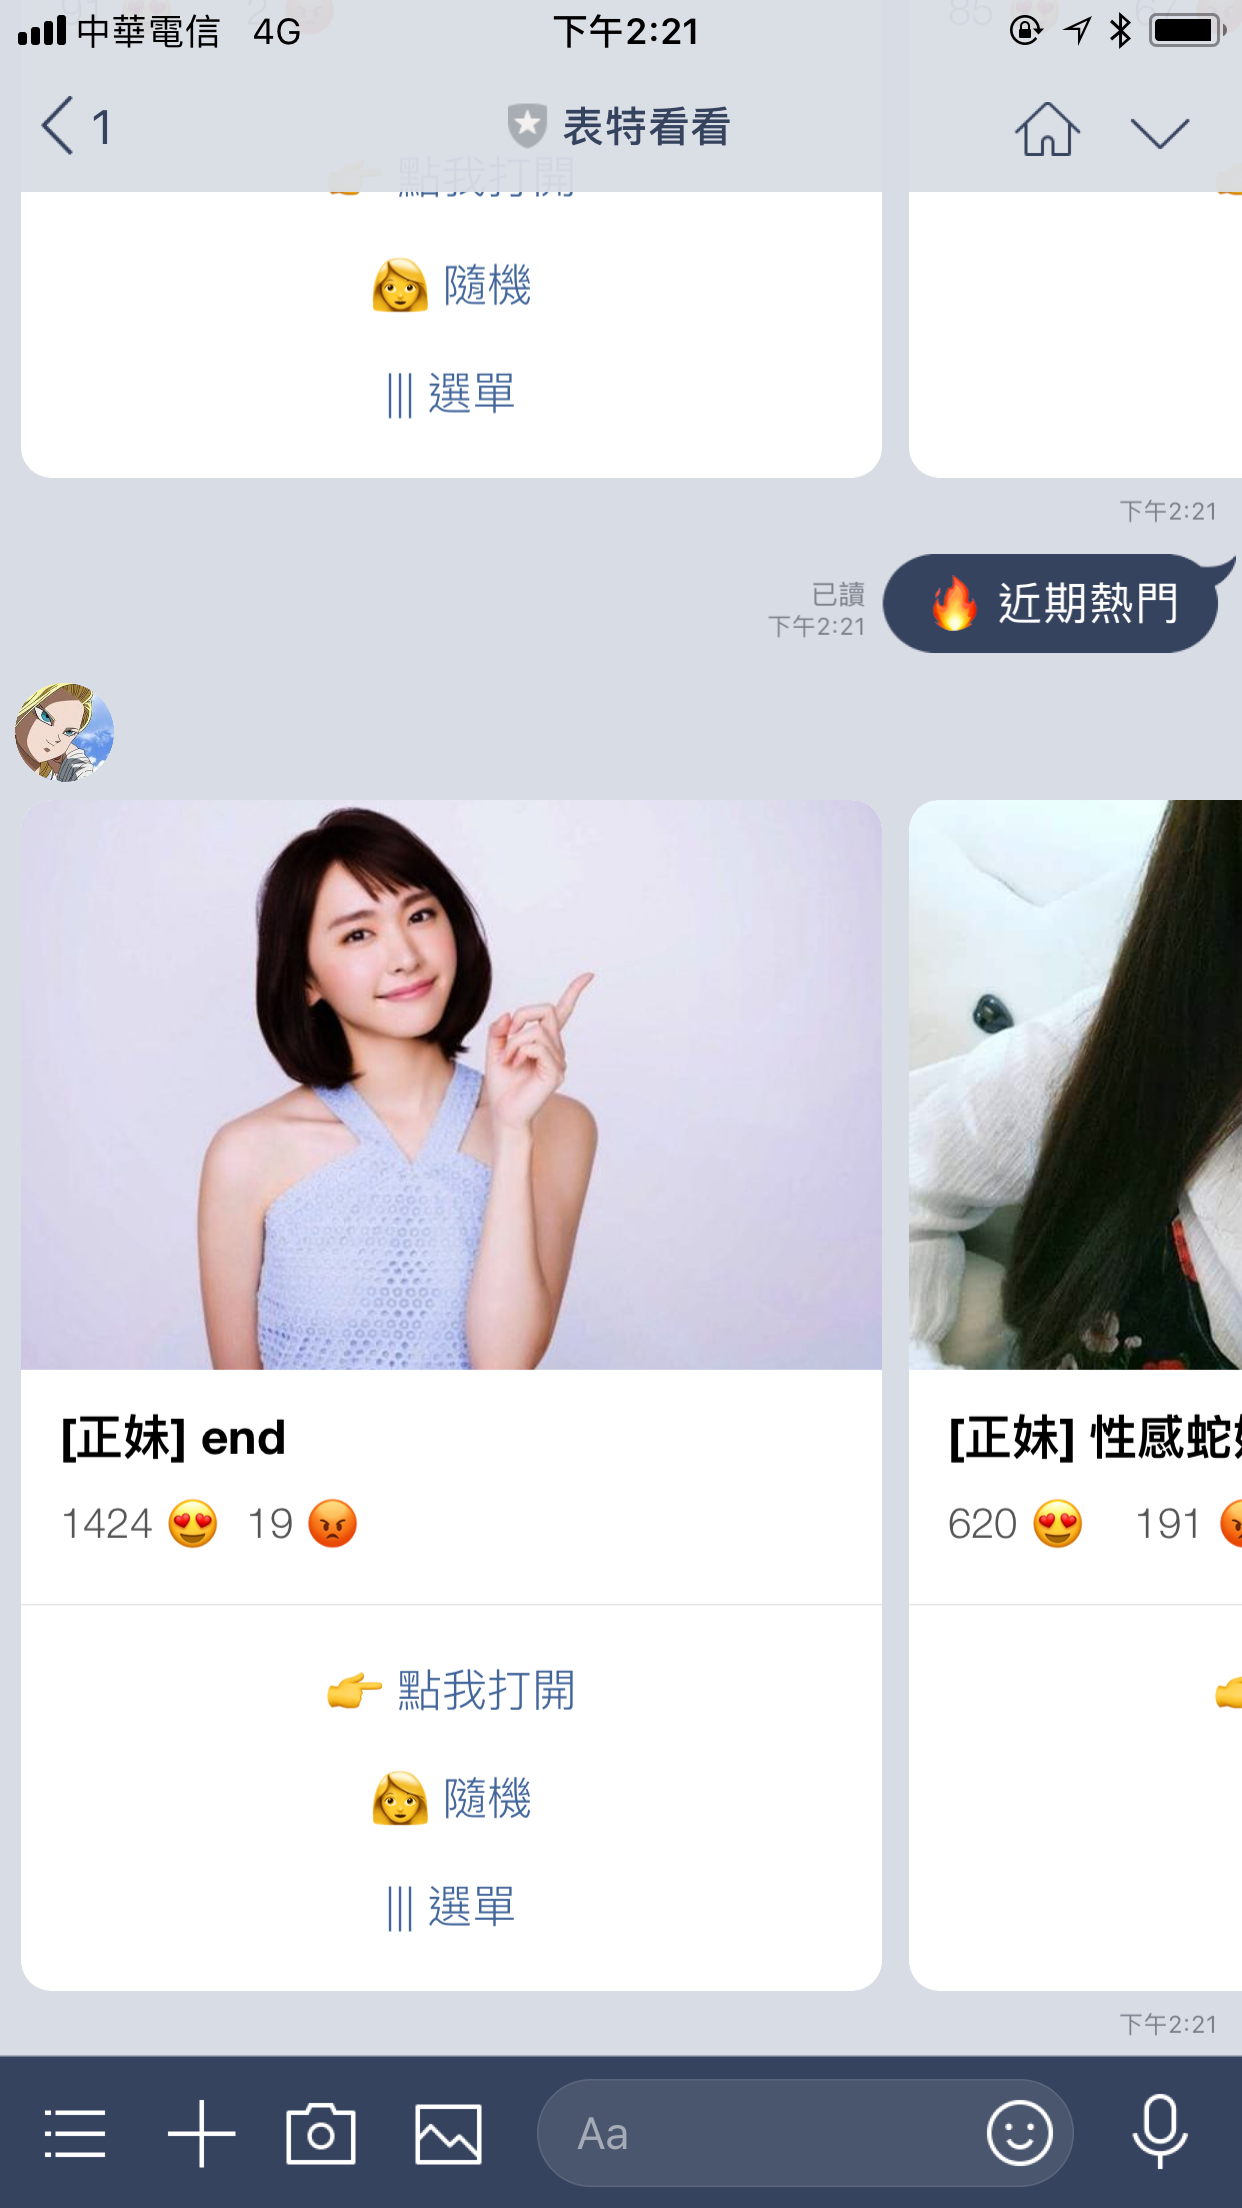 中華電信 4G 下午2:21
1 表特看看
點我打開
隨機
選單
下午2:21
已讀
下午2:21
🔥 近期熱門
[正妹] end
1424 😍 19 😡
👉 點我打開
👩 隨機
||| 選單
[正妹] 性感蛇
620 😍 191 😡
下午2:21
Aa